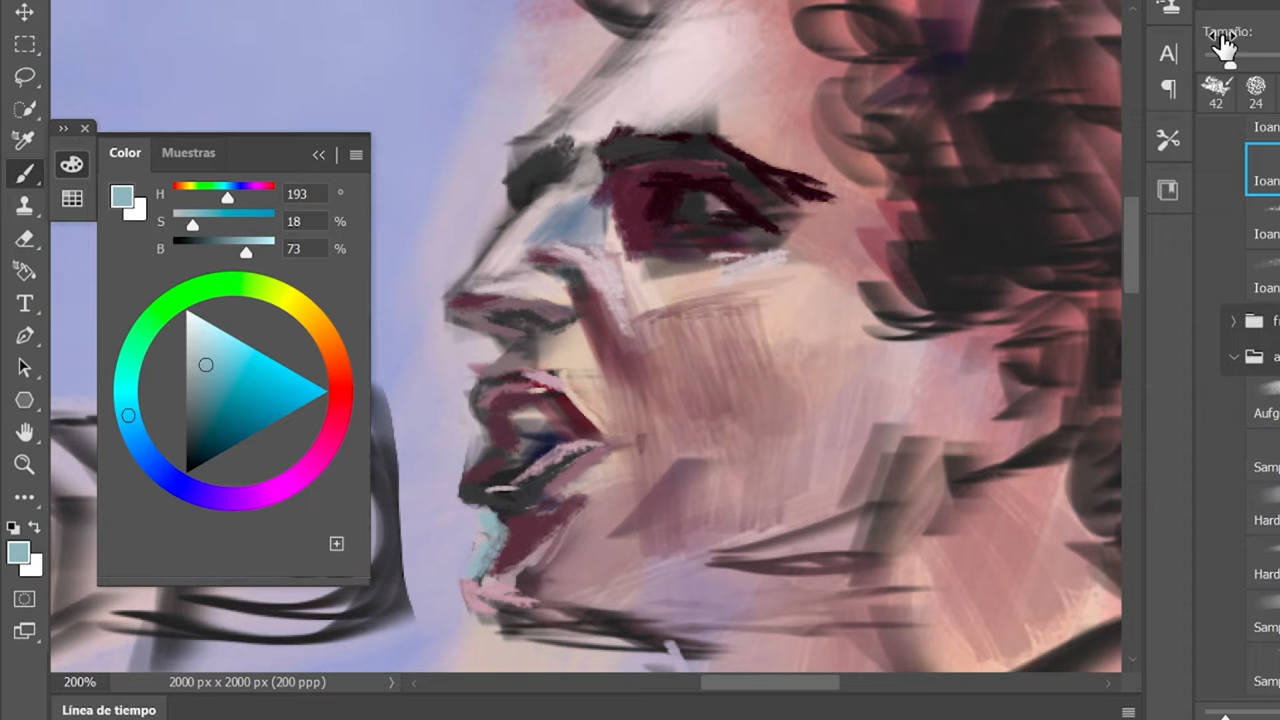 Tamaño:
A
¶
42 24
Color Muestras
H 193 °
S 18 %
B 73 %
T
Ioan
Ioan
Ioan
Ioan
f
a
Aufg
Samp
Hard
Hard
Samp
Samp
200% 2000 px x 2000 px (200 ppp)
Línea de tiempo